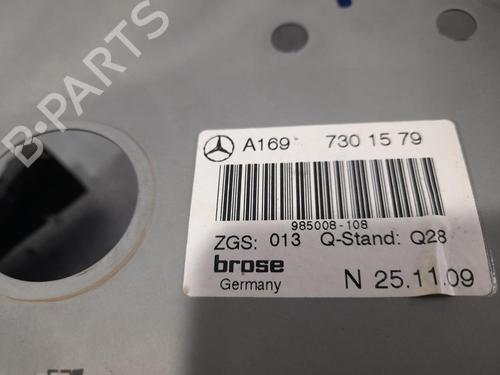 B-PARTS
A169 730 15 79
985008-108
ZGS: 013 Q-Stand: Q28
brose
Germany N 25.11.09